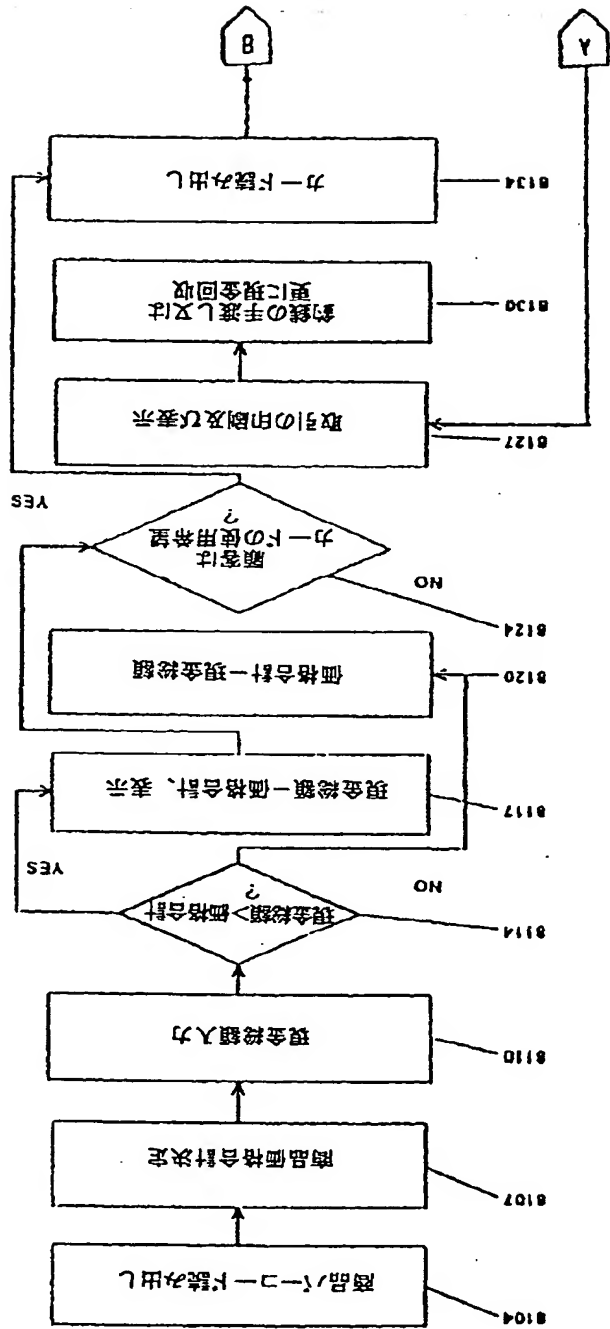 8104
商品バーコード読み出し
8107
商品価格合計決定
8110
現金総額入力
8114
現金総額>価格合計
?
NO
YES
8117
現金総額－価格合計、表示
8120
価格合計－現金総額
8124
顧客は
カードの使用希望
?
NO
YES
8127
取引の印刷及び表示
8130
釣銭の手渡し又は
更に現金回収
8134
カード読み出し
A
B